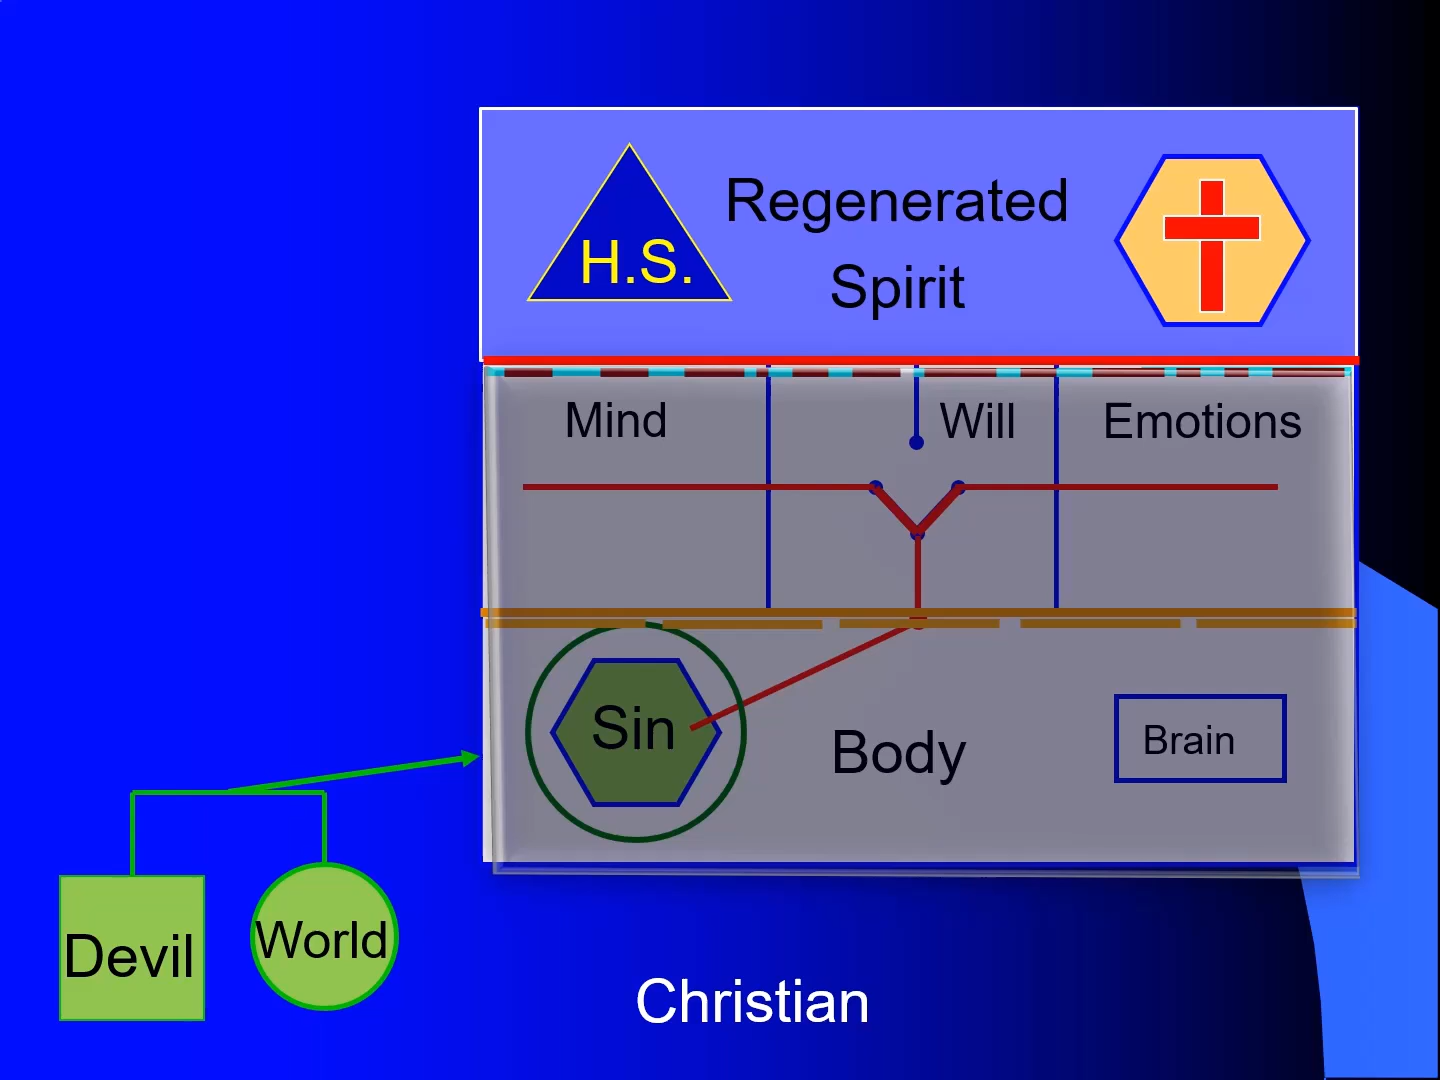 H.S.
Regenerated
Spirit
Mind
Will
Emotions
Sin
Body
Brain
Devil
World
Christian